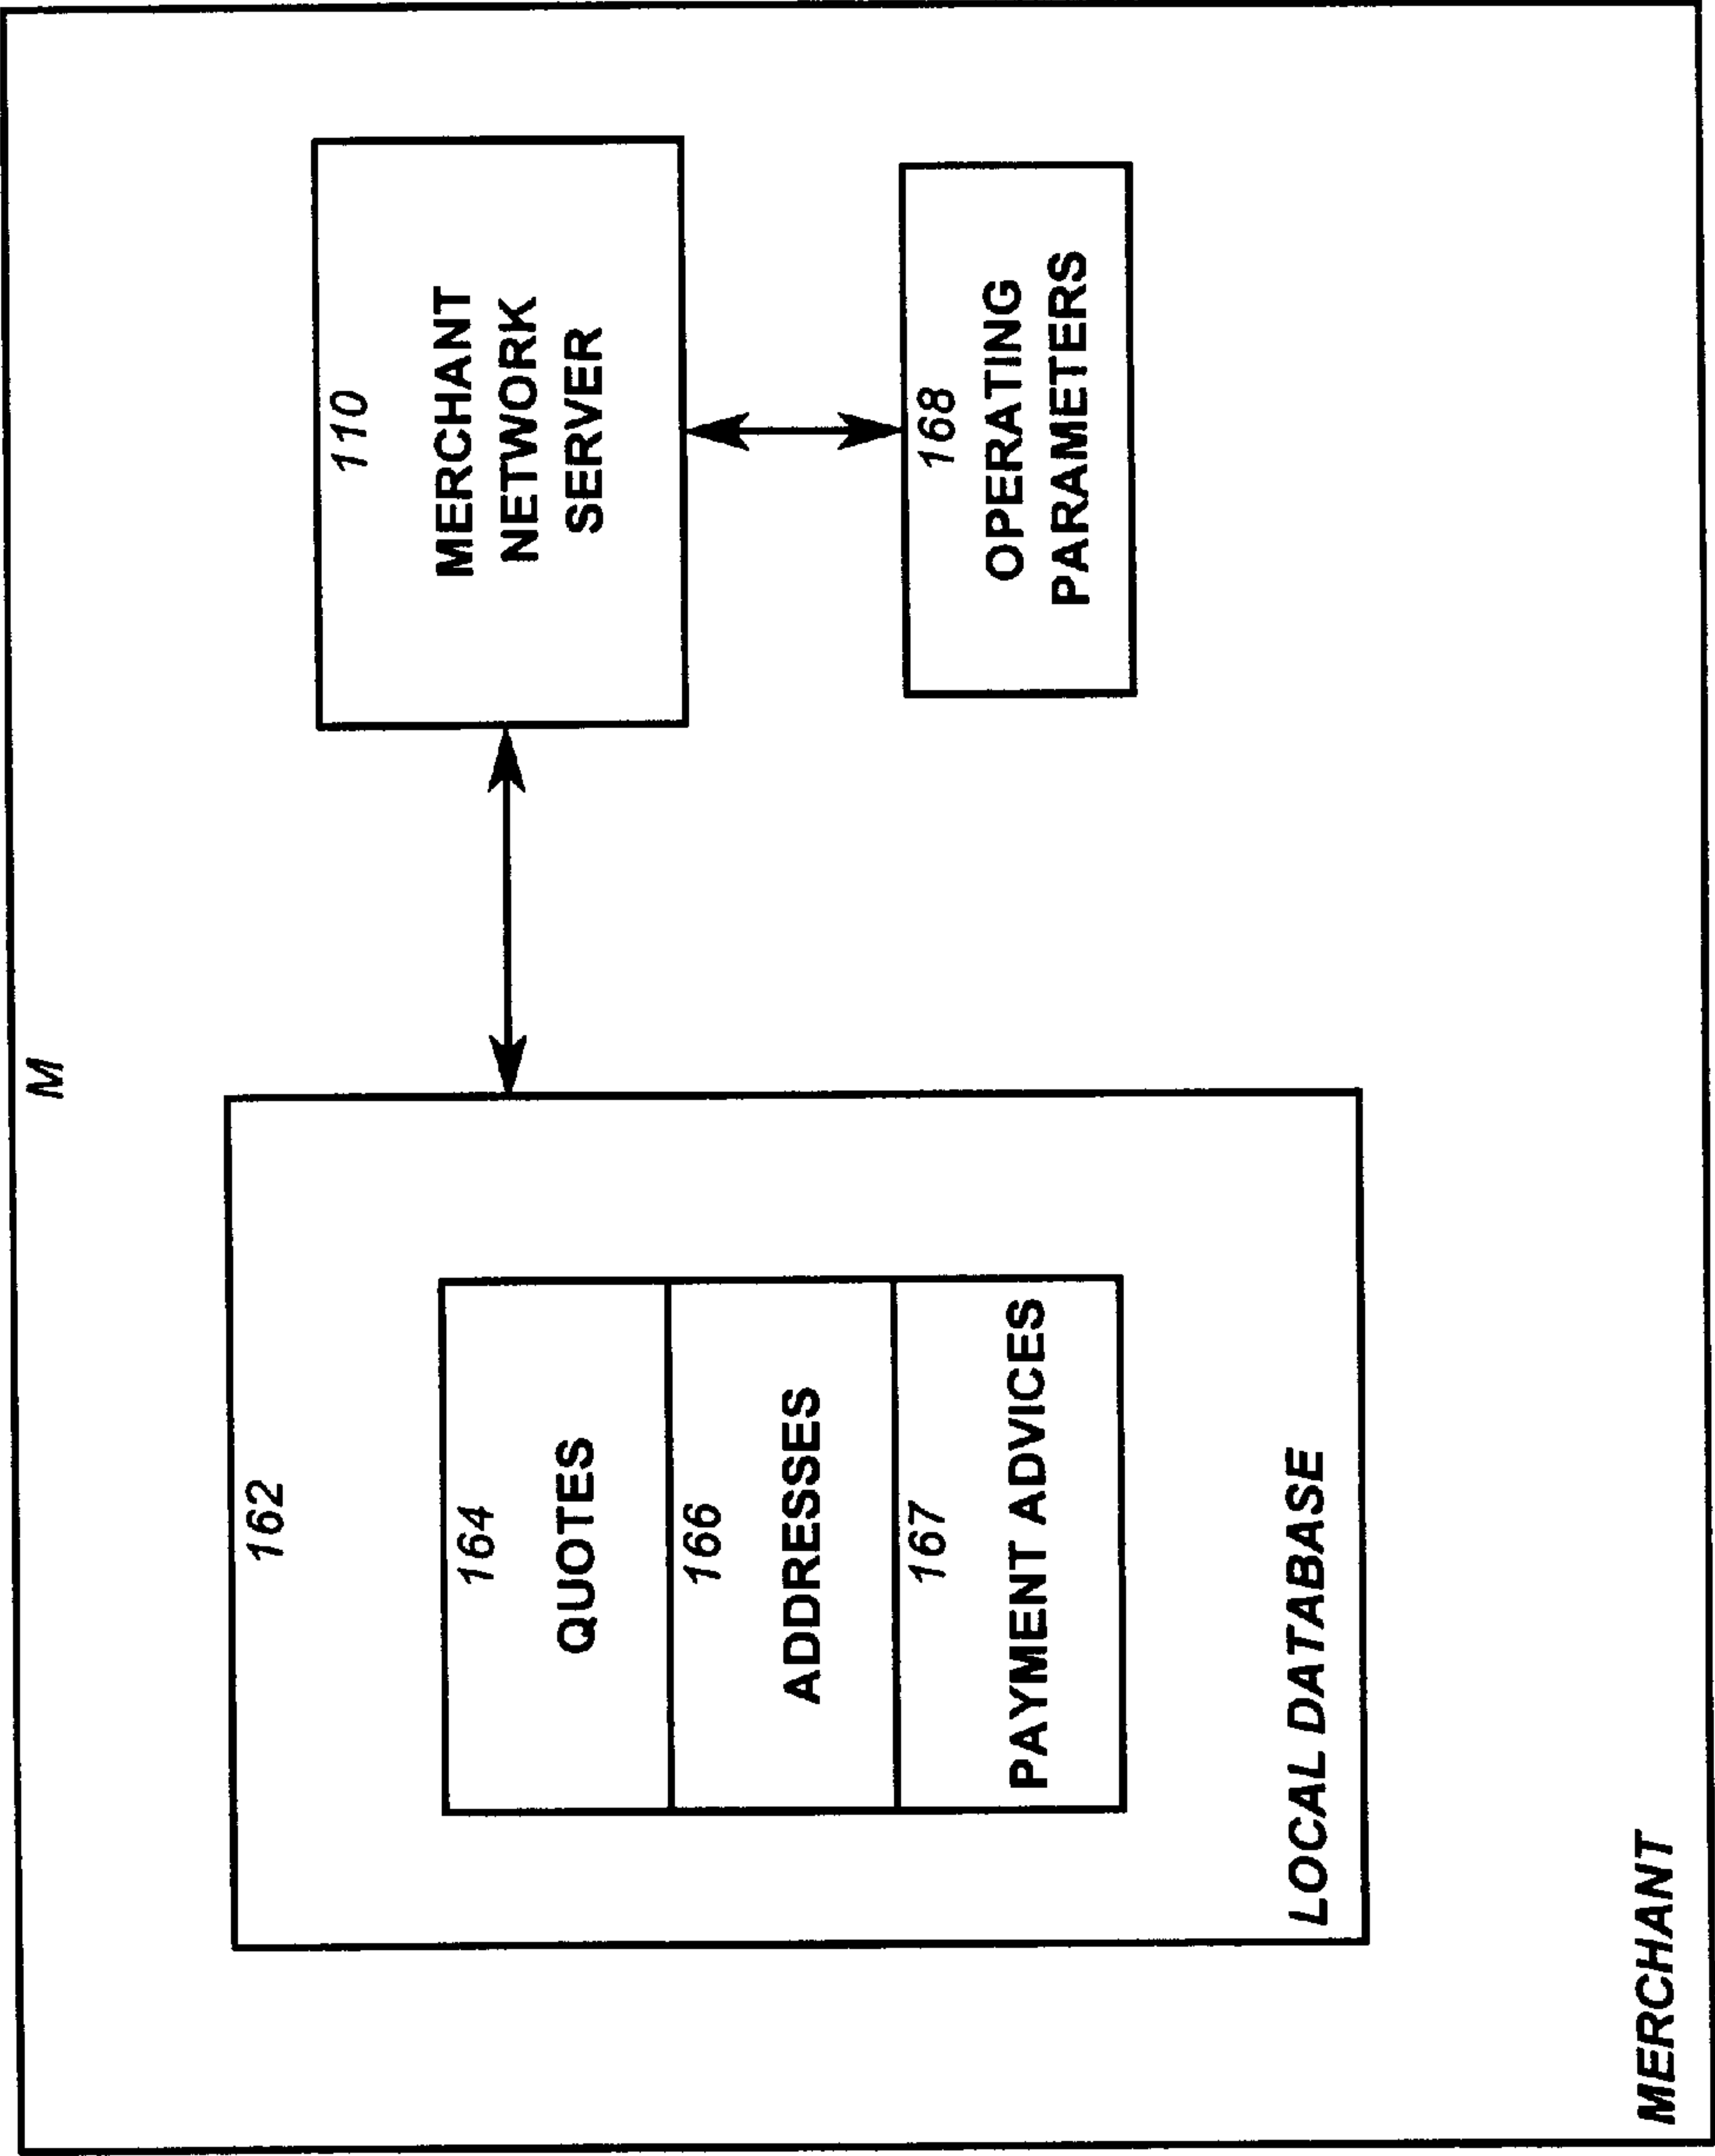 M
162
164
QUOTES
166
ADDRESSES
167
PAYMENT ADVICES
LOCAL DATABASE
110
MERCHANT
NETWORK
SERVER
168
OPERATING
PARAMETERS
MERCHANT